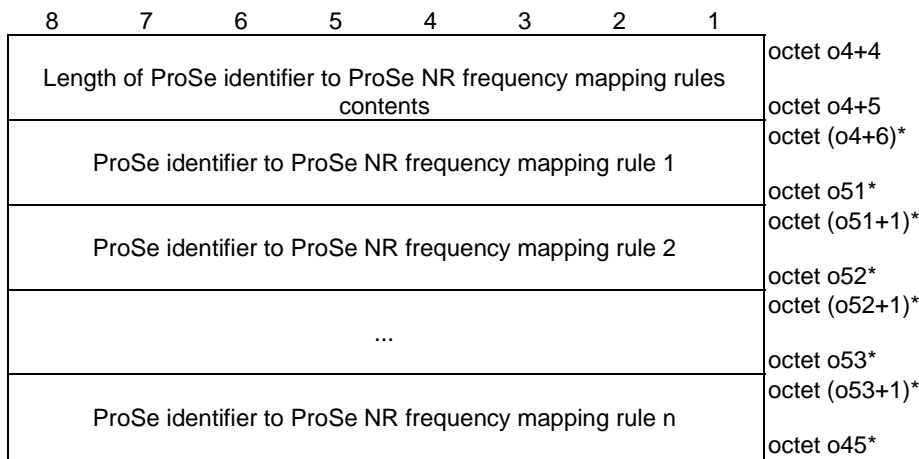 8 7 6 5 4 3 2 1
octet o4+4
Length of ProSe identifier to ProSe NR frequency mapping rules
contents
octet o4+5
octet (o4+6)*
ProSe identifier to ProSe NR frequency mapping rule 1
octet o51*
octet (o51+1)*
ProSe identifier to ProSe NR frequency mapping rule 2
octet o52*
octet (o52+1)*
...
octet o53*
octet (o53+1)*
ProSe identifier to ProSe NR frequency mapping rule n
octet o45*